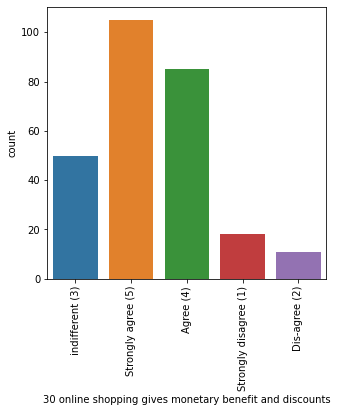 100
80
60
40
20
0
count
indifferent (3)
Strongly agree (5)
Agree (4)
Strongly disagree (1)
Dis-agree (2)
30 online shopping gives monetary benefit and discounts